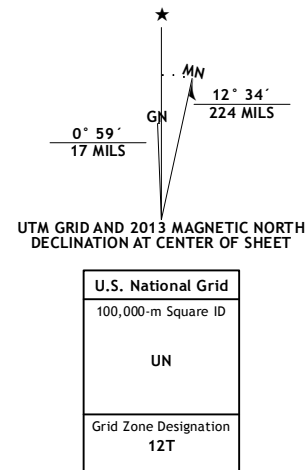 ★
MN
GN
12° 34´
224 MILS
0° 59´
17 MILS
UTM GRID AND 2013 MAGNETIC NORTH
DECLINATION AT CENTER OF SHEET
U.S. National Grid
100,000-m Square ID
UN
Grid Zone Designation
12T